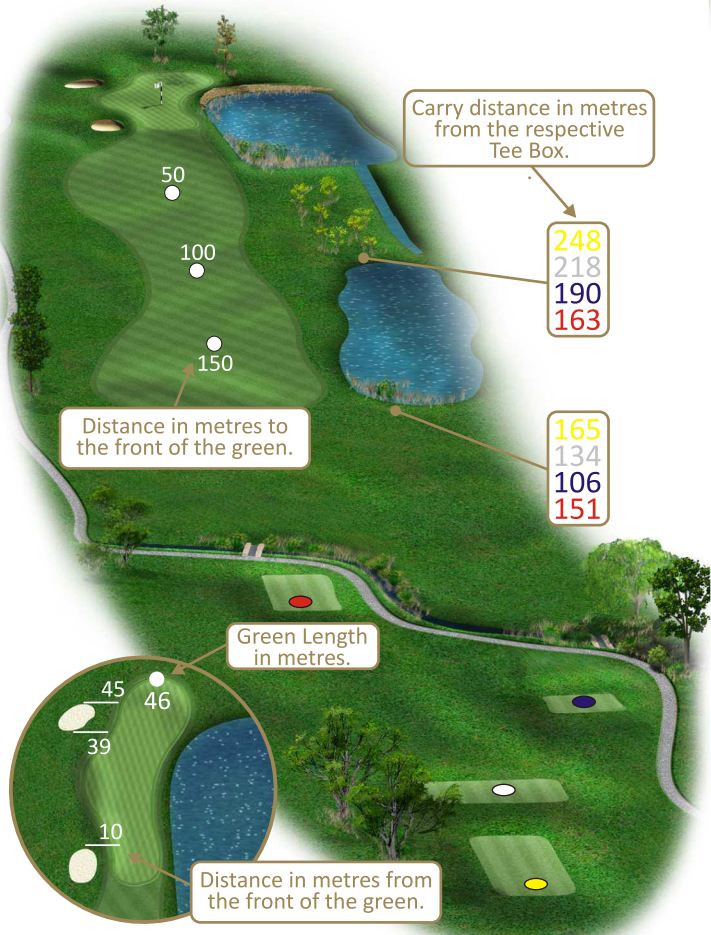 Carry distance in metres
from the respective
Tee Box.
50
248
218
190
163
100
150
Distance in metres to
the front of the green.
165
134
106
151
Green Length
in metres.
45
46
39
10
Distance in metres from
the front of the green.